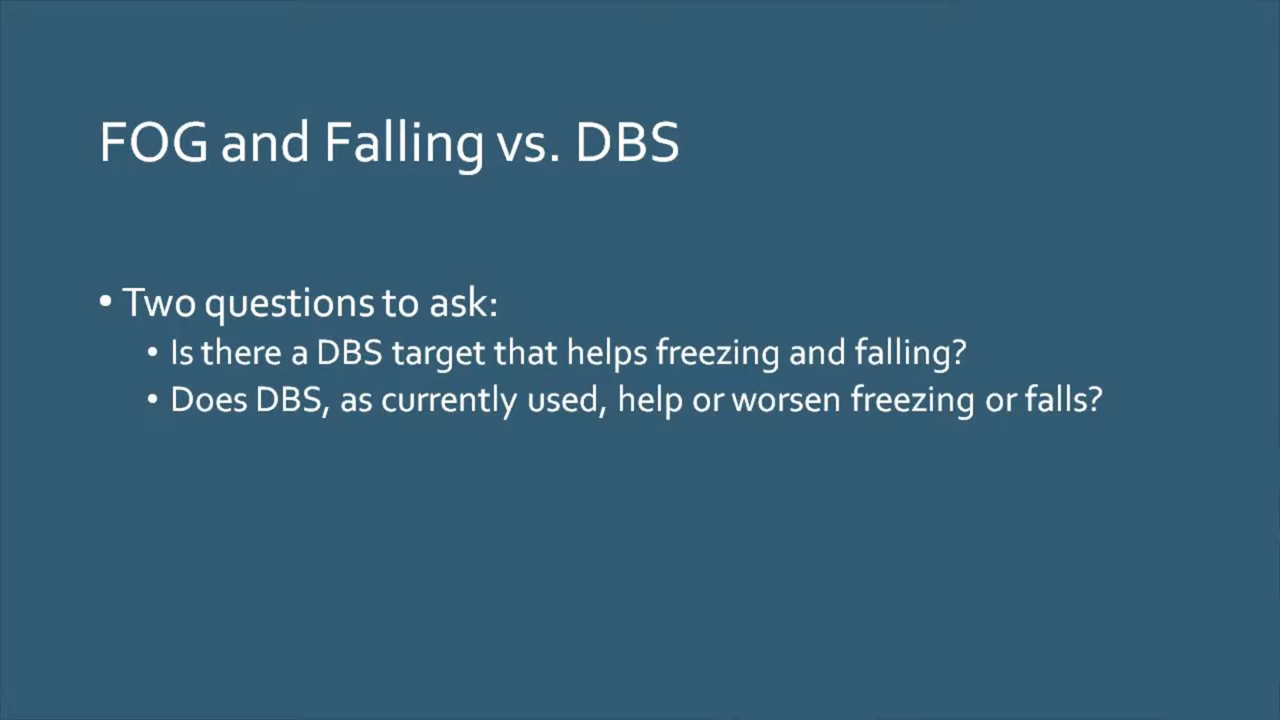 FOG and Falling vs. DBS
• Two questions to ask:
• Is there a DBS target that helps freezing and falling?
• Does DBS, as currently used, help or worsen freezing or falls?